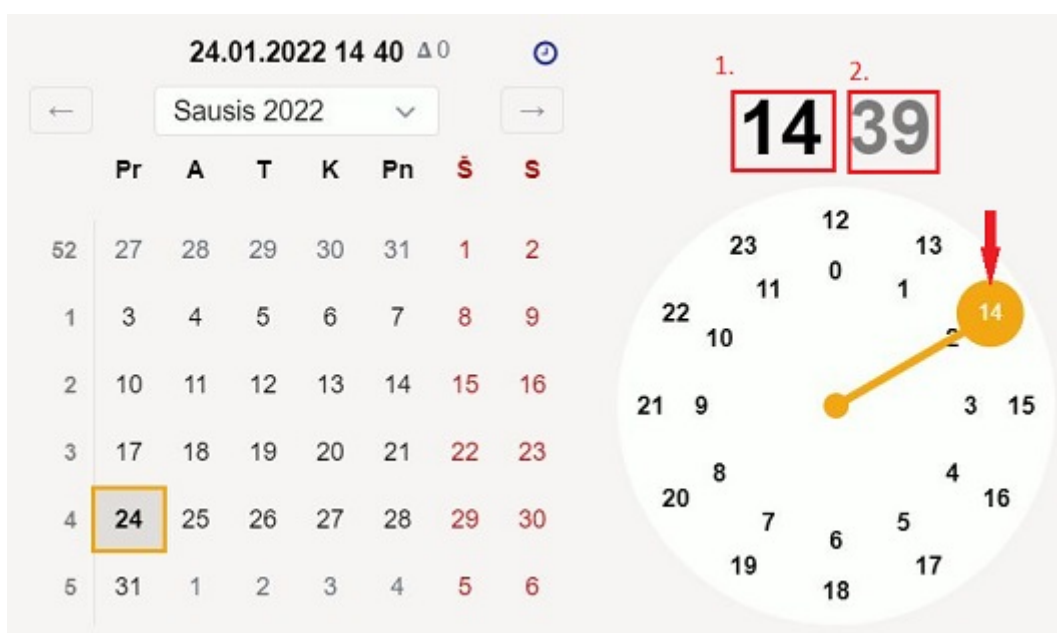 24.01.2022 14 40 Δ 0
← Sausis 2022 →
Pr A T K Pn Š S
52 27 28 29 30 31 1 2
1 3 4 5 6 7 8 9
2 10 11 12 13 14 15 16
3 17 18 19 20 21 22 23
4 24 25 26 27 28 29 30
5 31 1 2 3 4 5 6
1. 2.
14 39
12
23 13
0
11 1
22 14
10 2
21 9 3 15
8 4
20 16
7 5
6
19 17
18